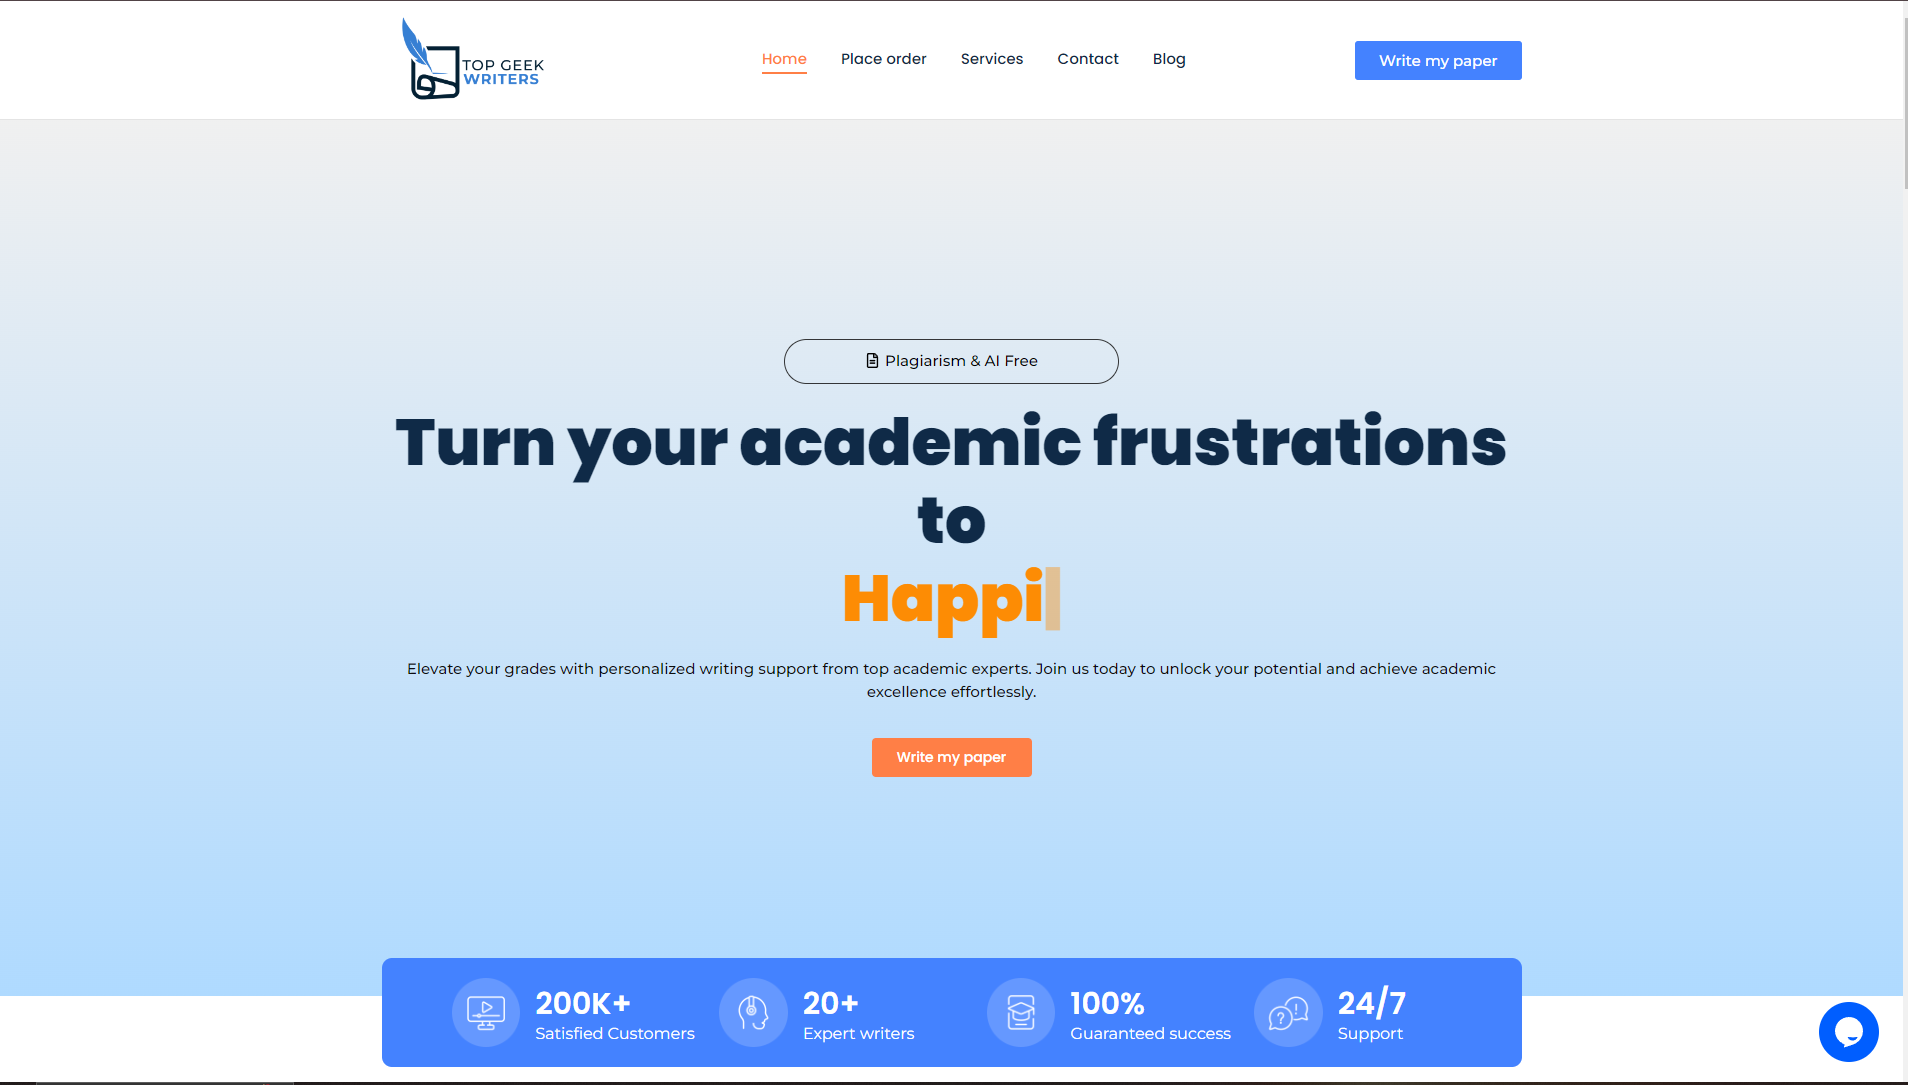 TOP GEEK
WRITERS
Home
Place order
Services
Contact
Blog
Write my paper
Plagiarism & AI Free
Turn your academic frustrations
to
Happi
Elevate your grades with personalized writing support from top academic experts. Join us today to unlock your potential and achieve academic
excellence effortlessly.
Write my paper
200K+
Satisfied Customers
20+
Expert writers
100%
Guaranteed success
24/7
Support